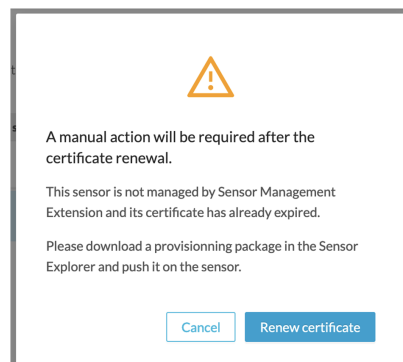 A manual action will be required after the
certificate renewal.
This sensor is not managed by Sensor Management
Extension and its certificate has already expired.
Please download a provisionning package in the Sensor
Explorer and push it on the sensor.
Cancel
Renew certificate